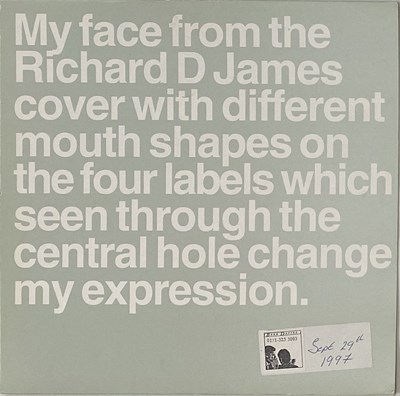 My face from the
Richard D James
cover with different
mouth shapes on
the four labels which
seen through the
central hole change
my expression.
Sept 29th
1997